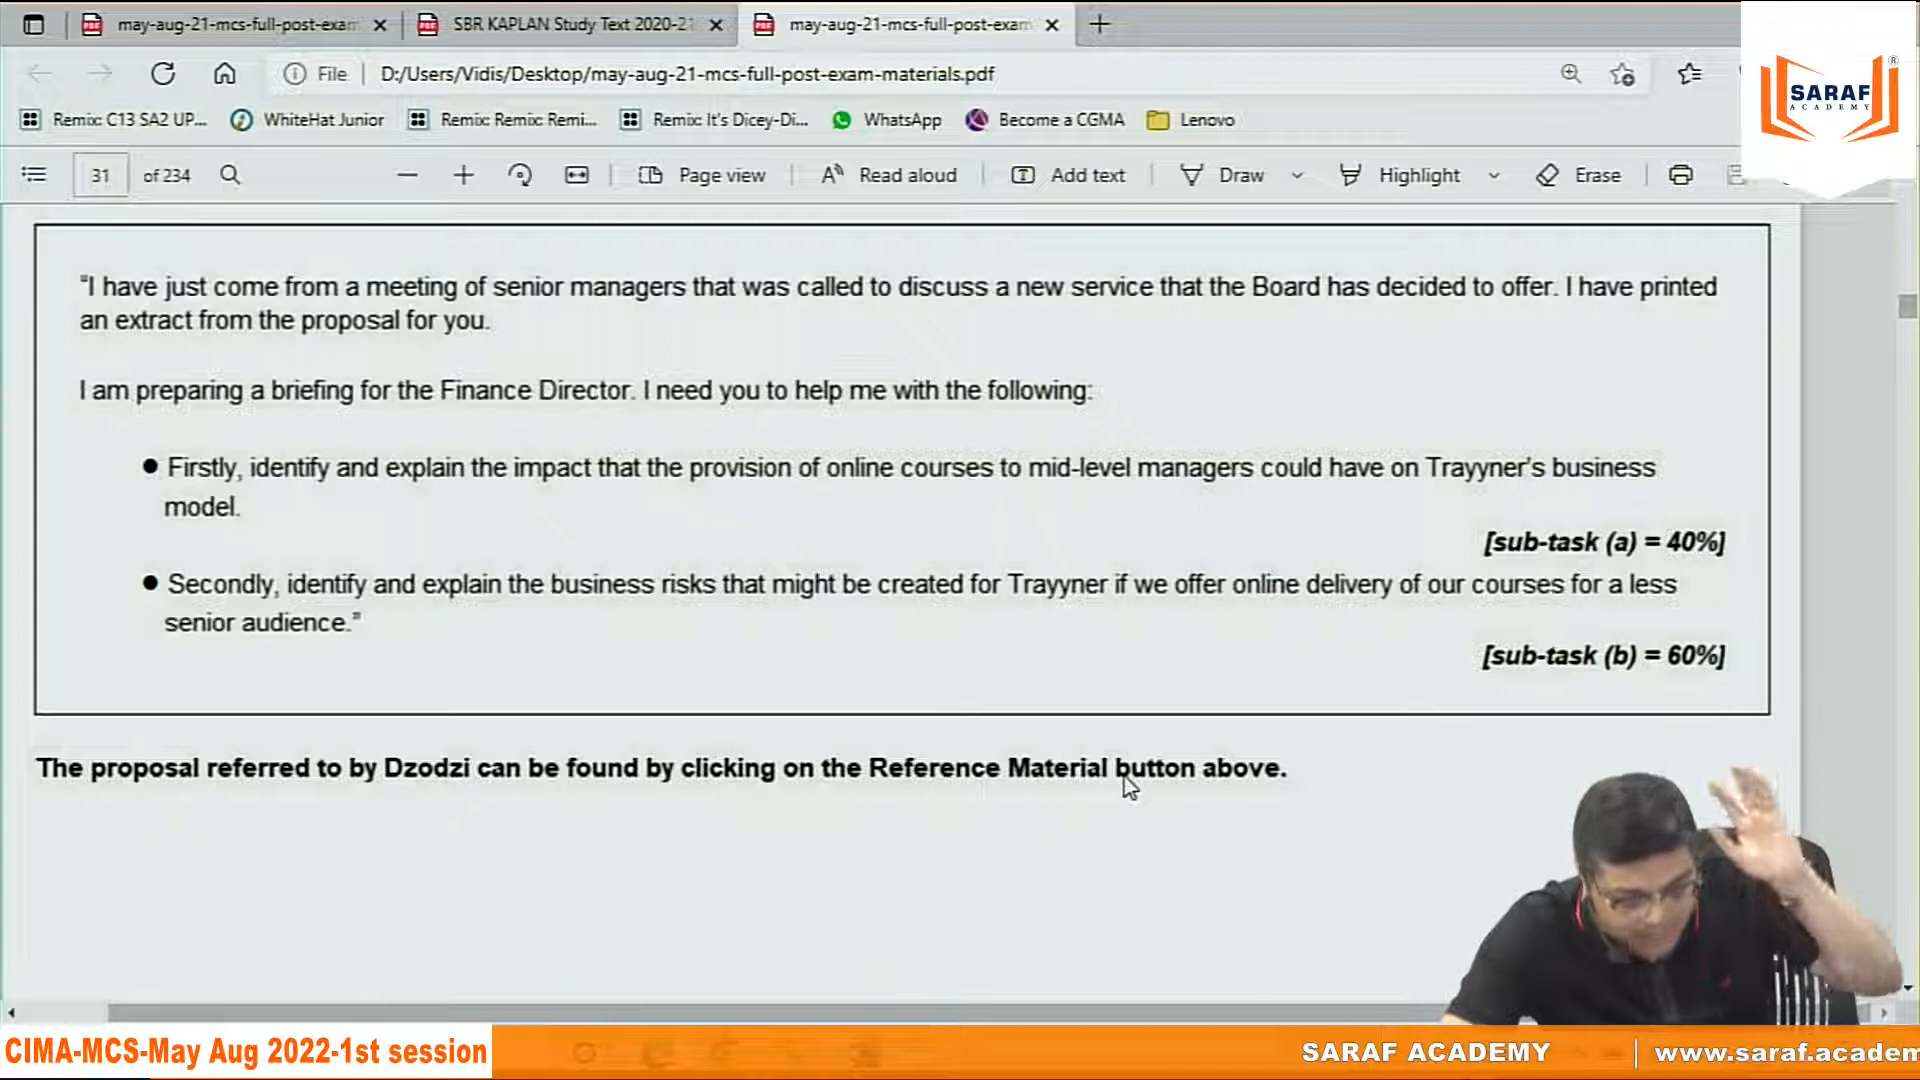 may-aug-21-mcs-full-post-exam
SBR KAPLAN Study Text 2020-21
may-aug-21-mcs-full-post-exam
File D:/Users/Vidis/Desktop/may-aug-21-mcs-full-post-exam-materials.pdf
Remix: C13 SA2 UP... WhiteHat Junior Remix: Remix: Remi... Remix: It's Dicey-Di... WhatsApp Become a CGMA Lenovo
SARAF
ACADEMY
31 of 234 Page view Read aloud Add text Draw Highlight Erase
"I have just come from a meeting of senior managers that was called to discuss a new service that the Board has decided to offer. I have printed
an extract from the proposal for you.
I am preparing a briefing for the Finance Director. I need you to help me with the following:
● Firstly, identify and explain the impact that the provision of online courses to mid-level managers could have on Trayyner's business
model.
[sub-task (a) = 40%]
● Secondly, identify and explain the business risks that might be created for Trayyner if we offer online delivery of our courses for a less
senior audience."
[sub-task (b) = 60%]
The proposal referred to by Dzodzi can be found by clicking on the Reference Material button above.
CIMA-MCS-May Aug 2022-1st session
SARAF ACADEMY | www.saraf.academ